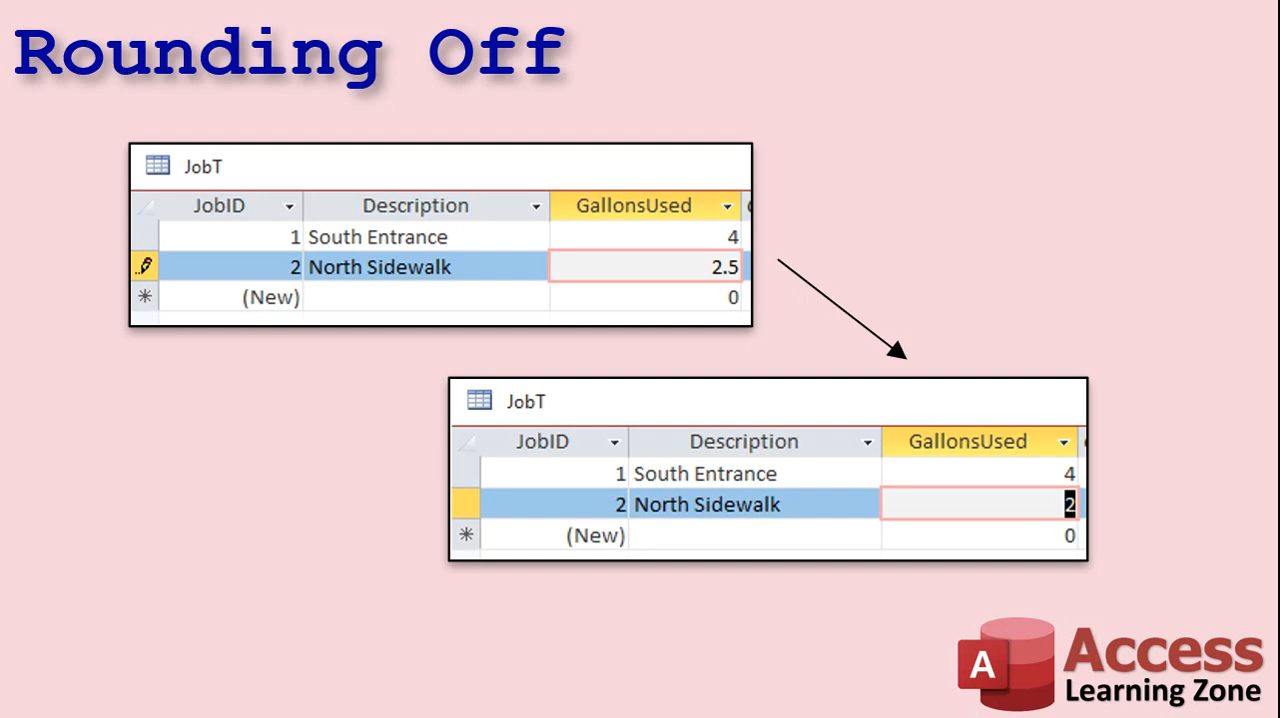 Rounding Off
JobT
JobID Description GallonsUsed
1 South Entrance 4
2 North Sidewalk 2.5
(New) 0
JobT
JobID Description GallonsUsed
1 South Entrance 4
2 North Sidewalk 2
(New) 0
A Access
Learning Zone